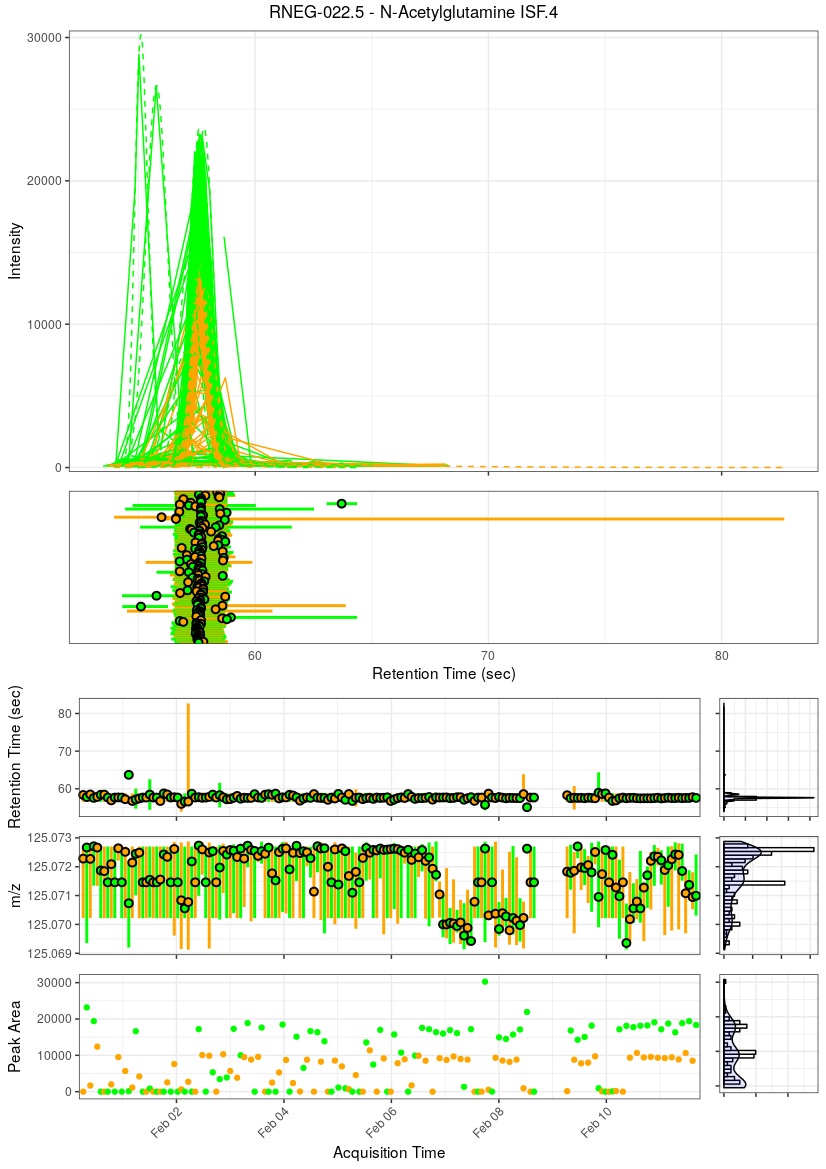 RNEG-022.5 - N-Acetylglutamine ISF.4
30000
20000
10000
0
Intensity
60
70
80
Retention Time (sec)
80
70
60
Retention Time (sec)
125.073
125.072
125.071
125.070
125.069
m/z
30000
20000
10000
0
Peak Area
Feb 02
Feb 04
Feb 06
Feb 08
Feb 10
Acquisition Time